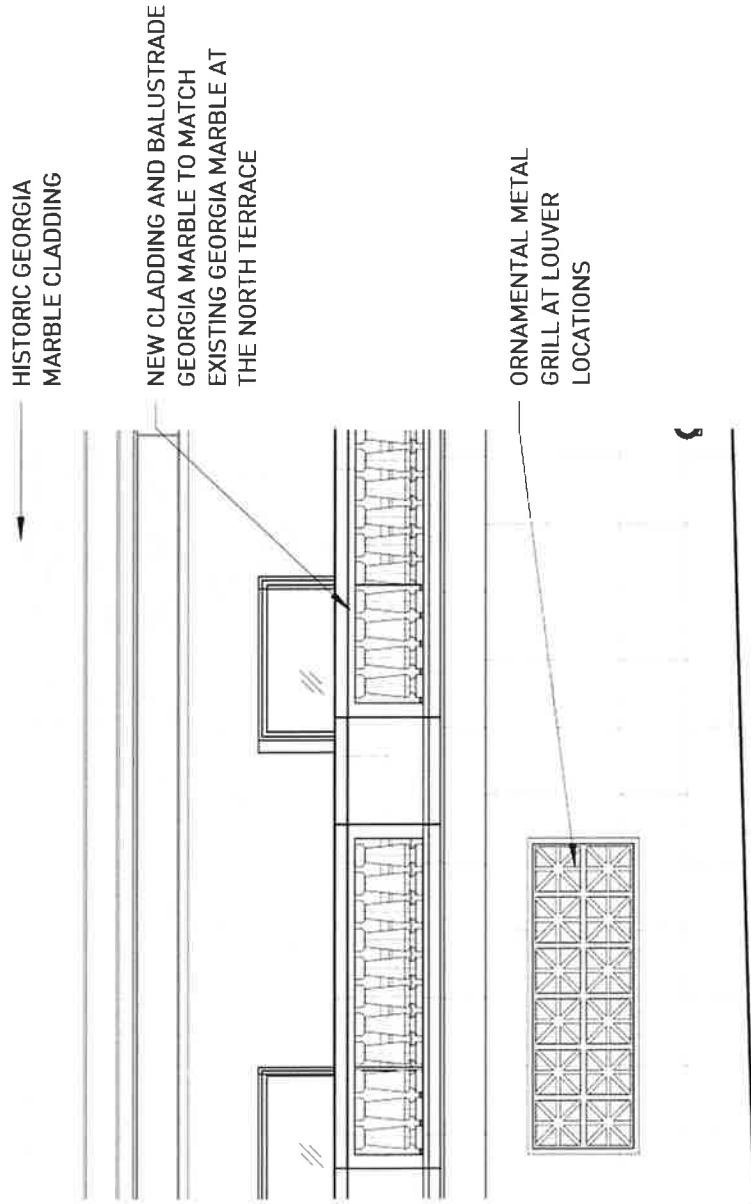 HISTORIC GEORGIA
MARBLE CLADDING
NEW CLADDING AND BALUSTRADE
GEORGIA MARBLE TO MATCH
EXISTING GEORGIA MARBLE AT
THE NORTH TERRACE
ORNAMENTAL METAL
GRILL AT LOUVER
LOCATIONS